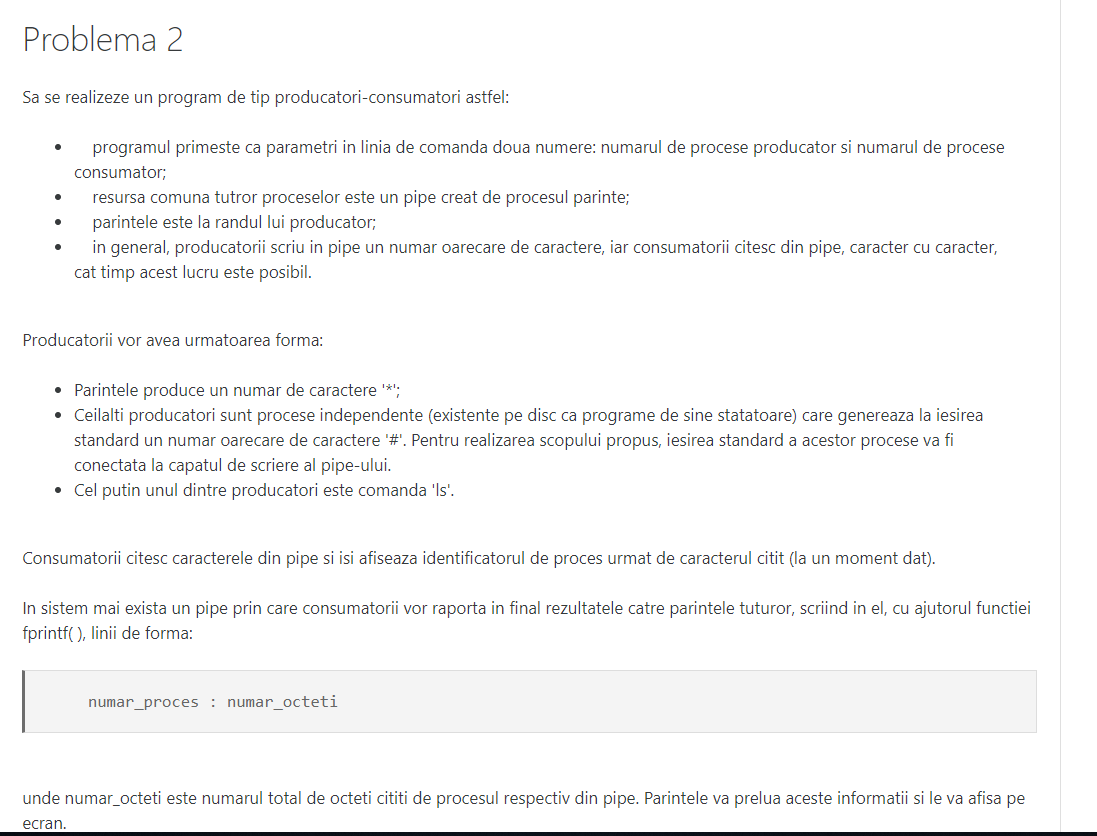 Problema 2
Sa se realizeze un program de tip producatori-consumatori astfel:
programul primeste ca parametri in linia de comanda doua numere: numarul de procese producator si numarul de procese
consumator;
resursa comuna tutror proceselor este un pipe creat de procesul parinte;
parintele este la randul lui producator;
in general, producatorii scriu in pipe un numar oarecare de caractere, iar consumatorii citesc din pipe, caracter cu caracter,
cat timp acest lucru este posibil.
Producatorii vor avea urmatoarea forma:
Parintele produce un numar de caractere '*';
Ceilalti producatori sunt procese independente (existente pe disc ca programe de sine statatoare) care genereaza la iesirea
standard un numar oarecare de caractere '#'. Pentru realizarea scopului propus, iesirea standard a acestor procese va fi
conectata la capatul de scriere al pipe-ului.
Cel putin unul dintre producatori este comanda 'ls'.
Consumatorii citesc caracterele din pipe si isi afiseaza identificatorul de proces urmat de caracterul citit (la un moment dat).
In sistem mai exista un pipe prin care consumatorii vor raporta in final rezultatele catre parintele tuturor, scriind in el, cu ajutorul functiei
fprintf( ), linii de forma:
numar_proces : numar_octeti
unde numar_octeti este numarul total de octeti cititi de procesul respectiv din pipe. Parintele va prelua aceste informatii si le va afisa pe
ecran.